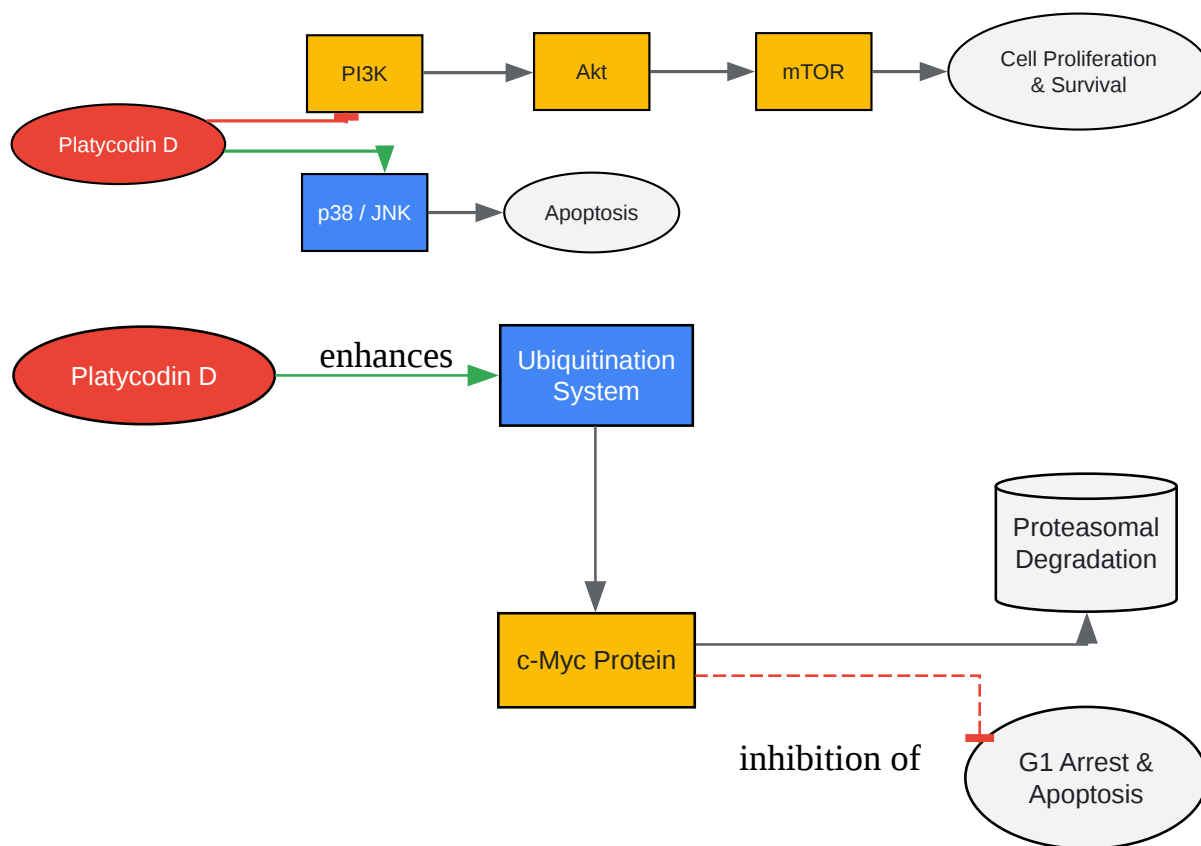 PI3K
Akt
mTOR
Cell Proliferation
& Survival
Platycodin D
p38 / JNK
Apoptosis
Platycodin D
enhances
Ubiquitination
System
Proteasomal
Degradation
c-Myc Protein
inhibition of
G1 Arrest &
Apoptosis